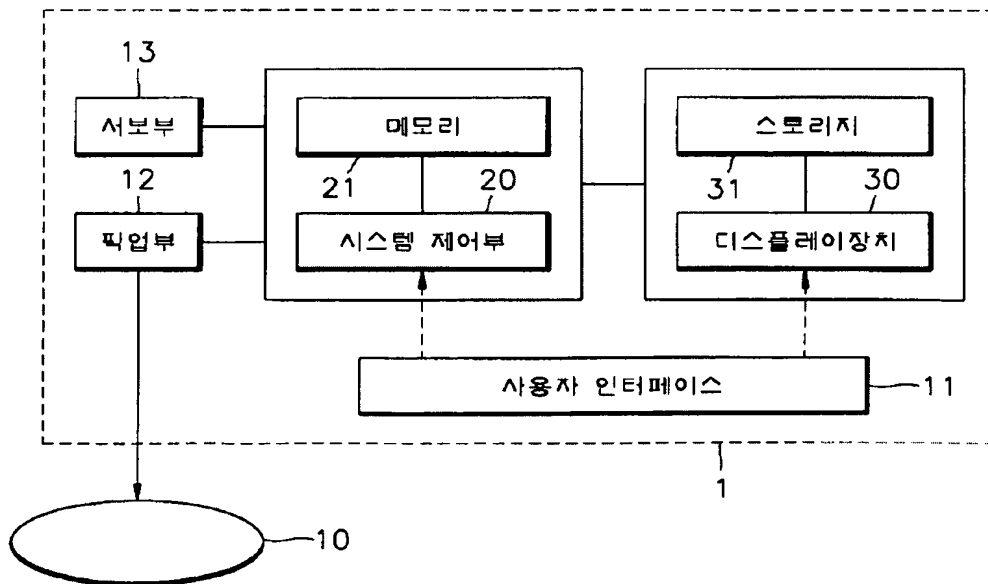 13
서보부
메모리
스토리지
12
21
20
31
30
픽업부
시스템 제어부
디스플레이장치
사용자 인터페이스
11
1
10